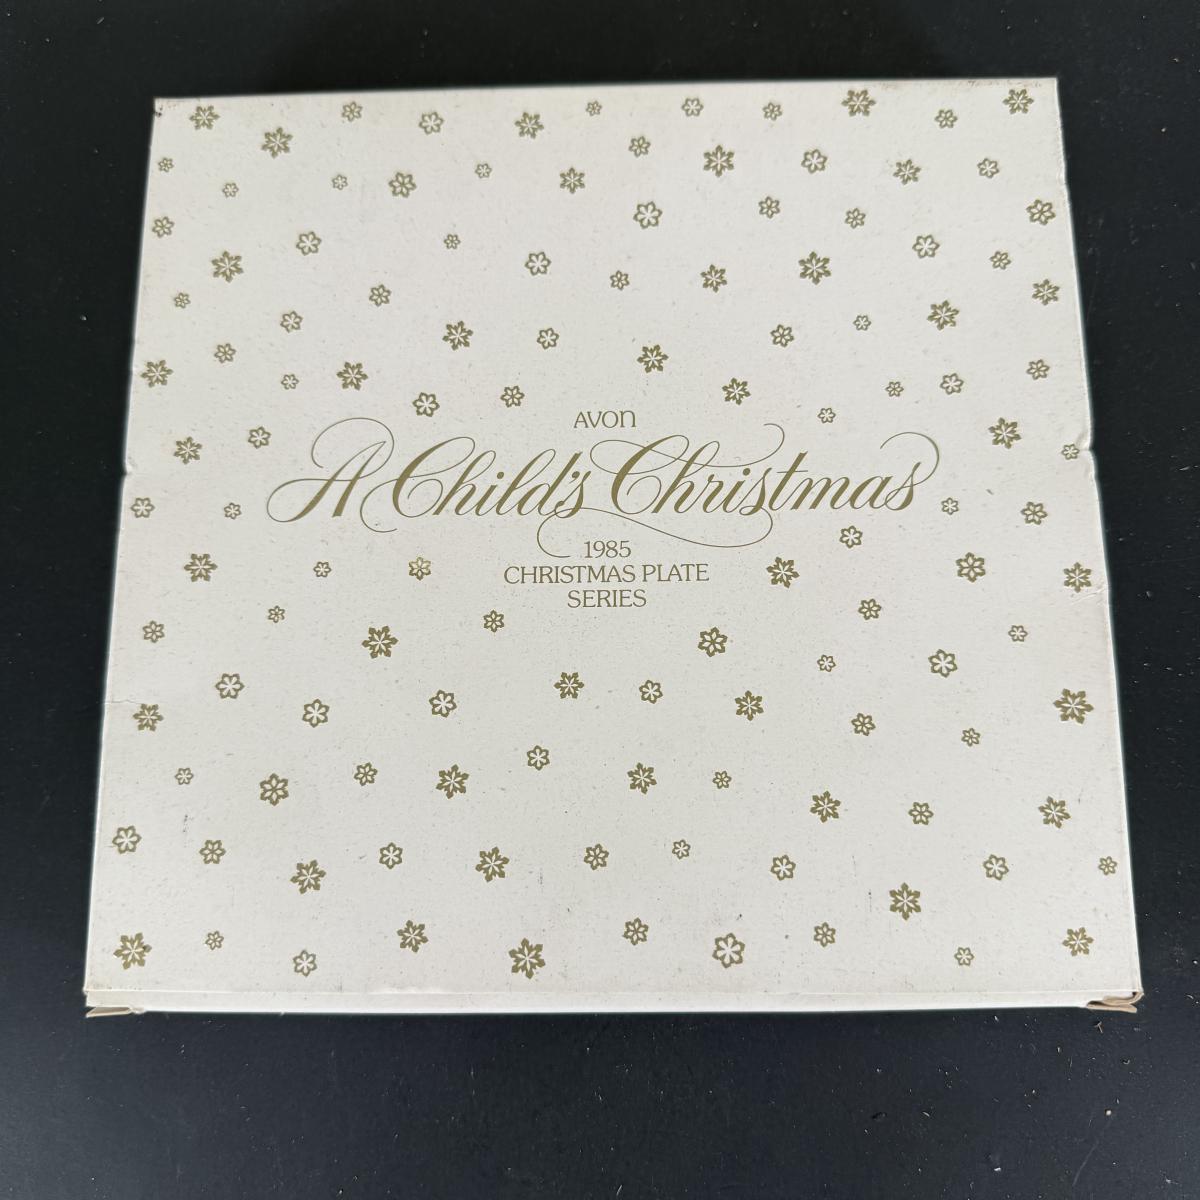 AVON
A Child's Christmas
1985
CHRISTMAS PLATE
SERIES